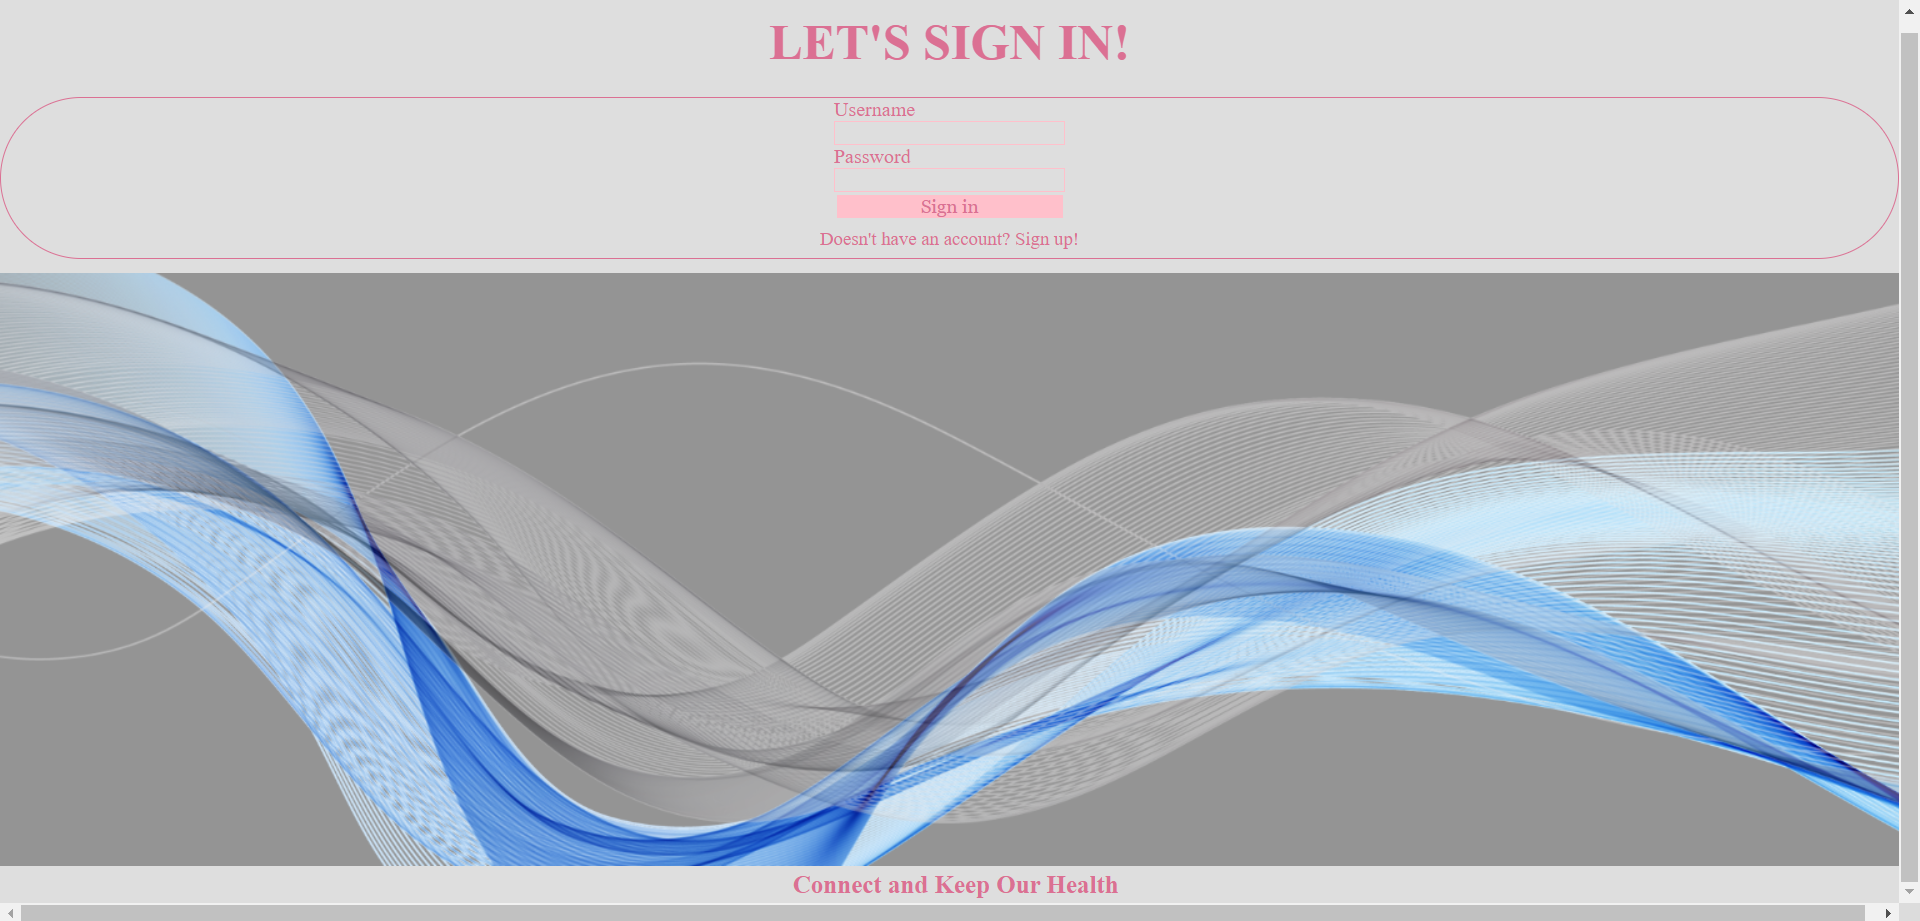 LET'S SIGN IN!
Username
Password
Sign in
Doesn't have an account? Sign up!
Connect and Keep Our Health